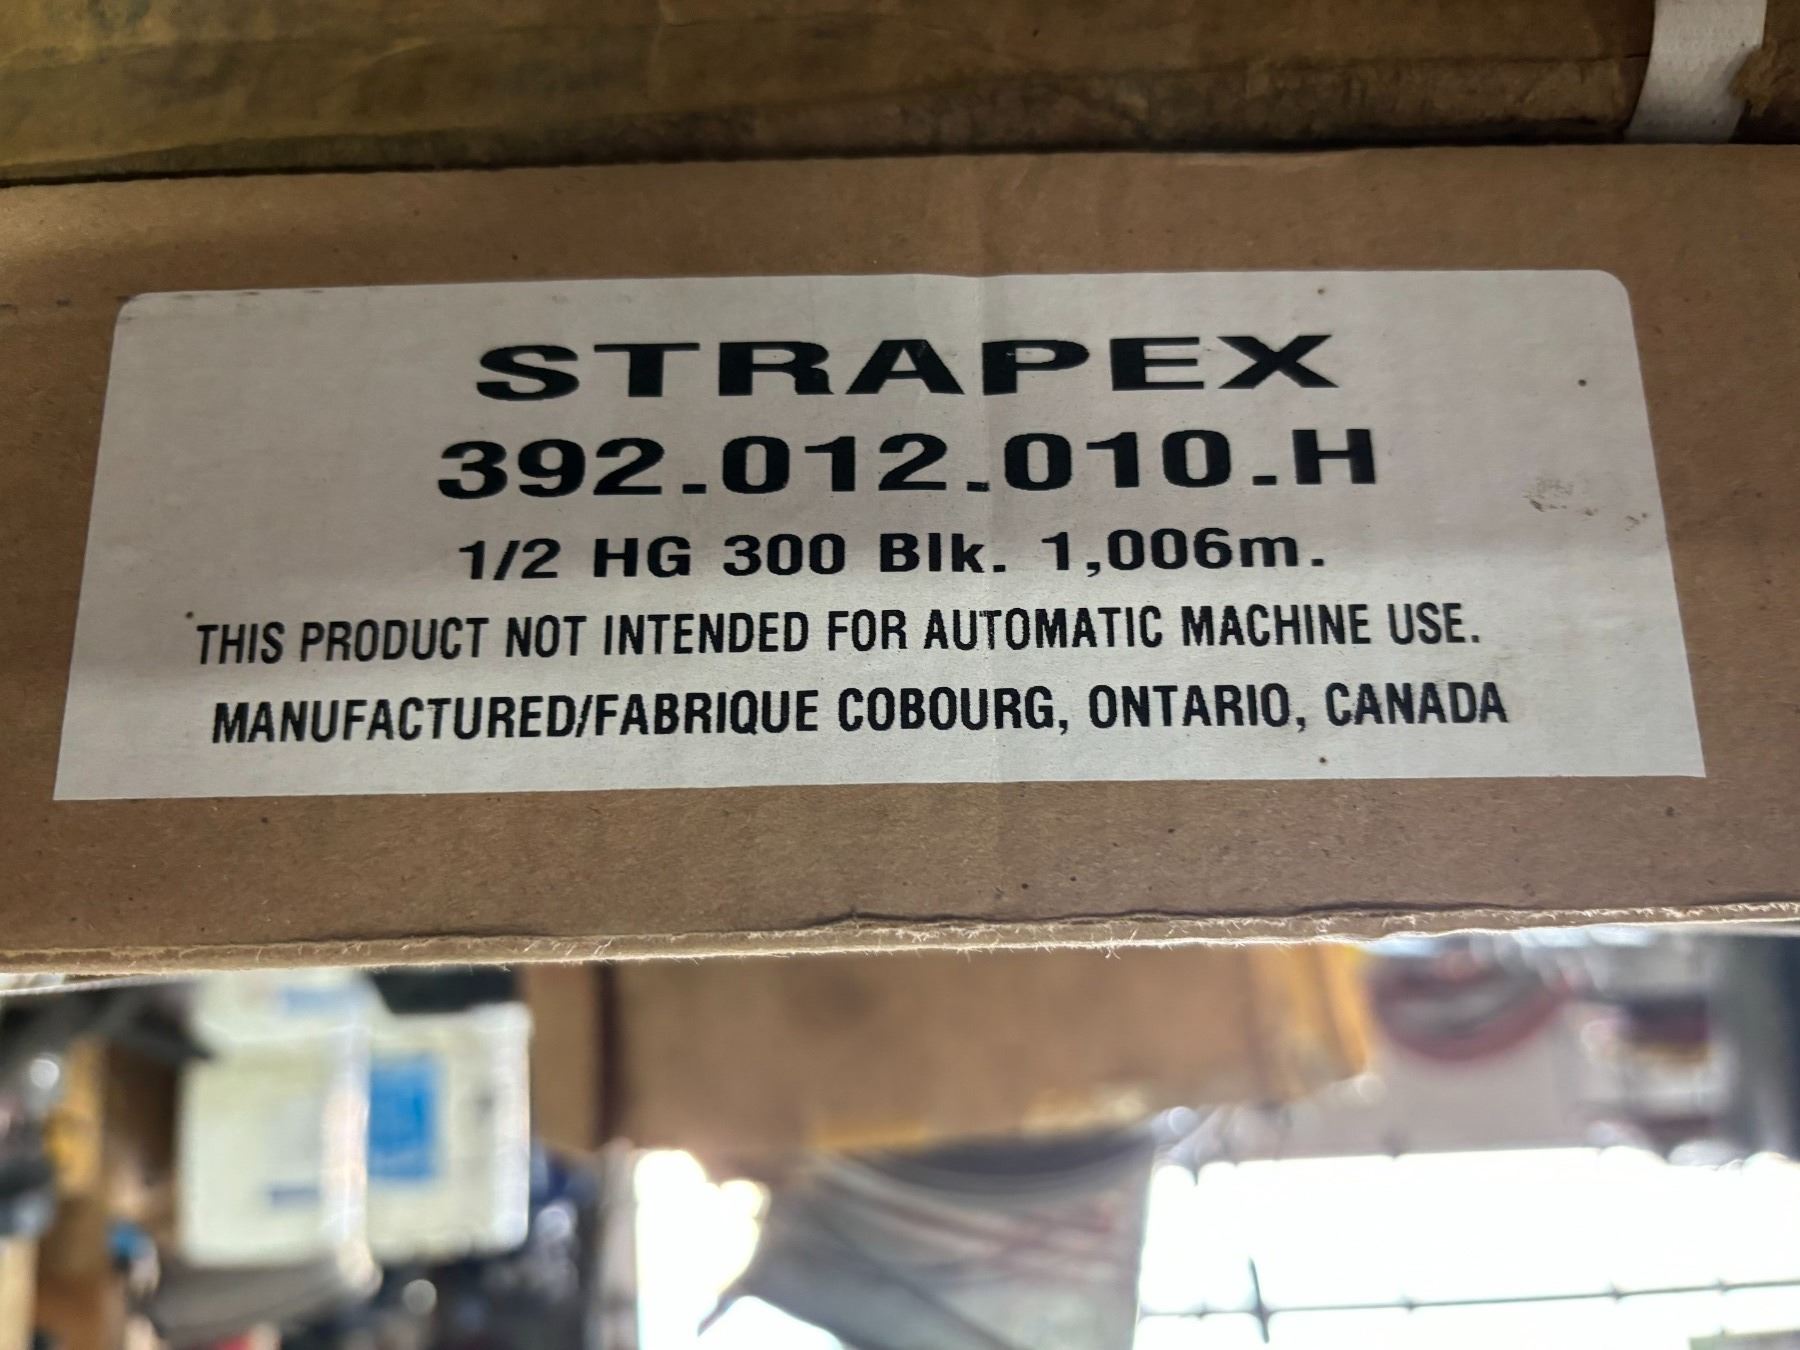 STRAPEX
392.012.010.H
1/2 HG 300 Blk. 1,006m.
THIS PRODUCT NOT INTENDED FOR AUTOMATIC MACHINE USE.
MANUFACTURED/FABRIQUE COBOURG, ONTARIO, CANADA